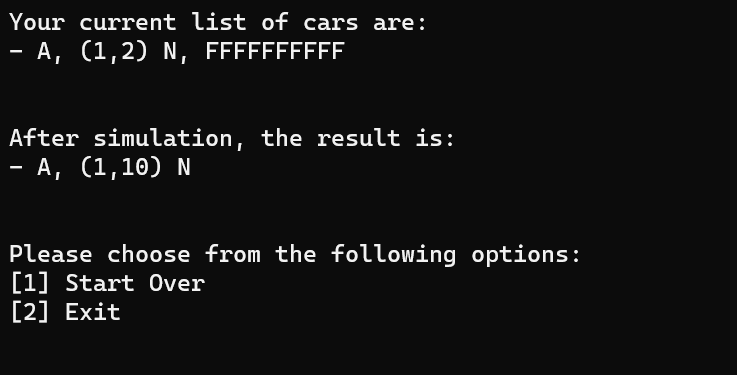 Your current list of cars are:
- A, (1,2) N, FFFFFFFFFF
After simulation, the result is:
- A, (1,10) N
Please choose from the following options:
[1] Start Over
[2] Exit